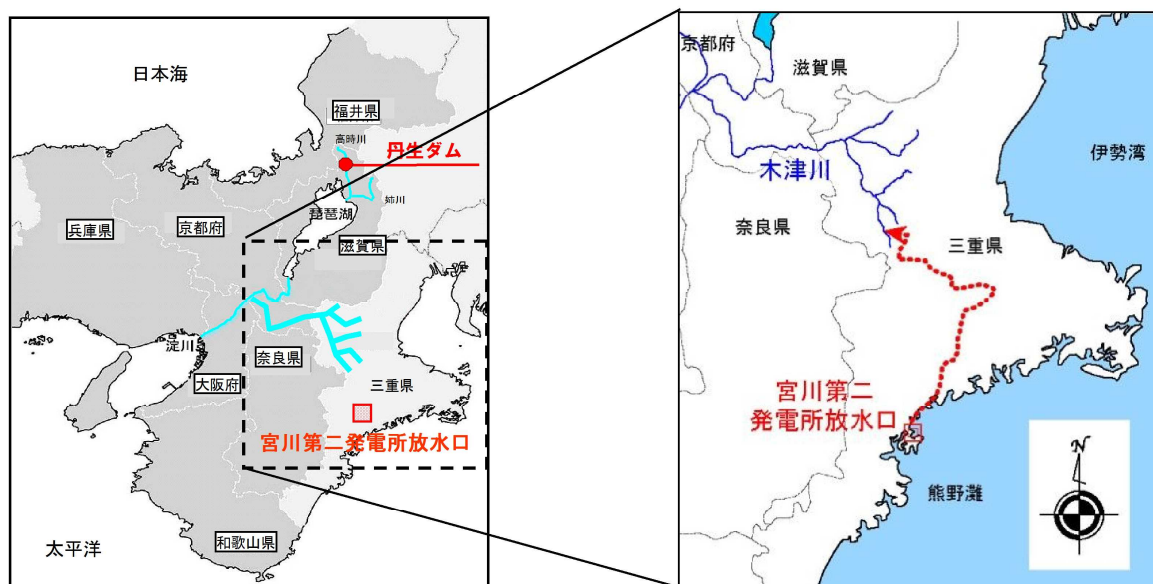 日本海
福井県
高時川
丹生ダム
姉川
琵琶湖
兵庫県
京都府
滋賀県
淀川
奈良県
大阪府
三重県
宮川第二発電所放水口
和歌山県
太平洋
京都府
滋賀県
伊勢湾
木津川
奈良県
三重県
宮川第二
発電所放水口
熊野灘
N